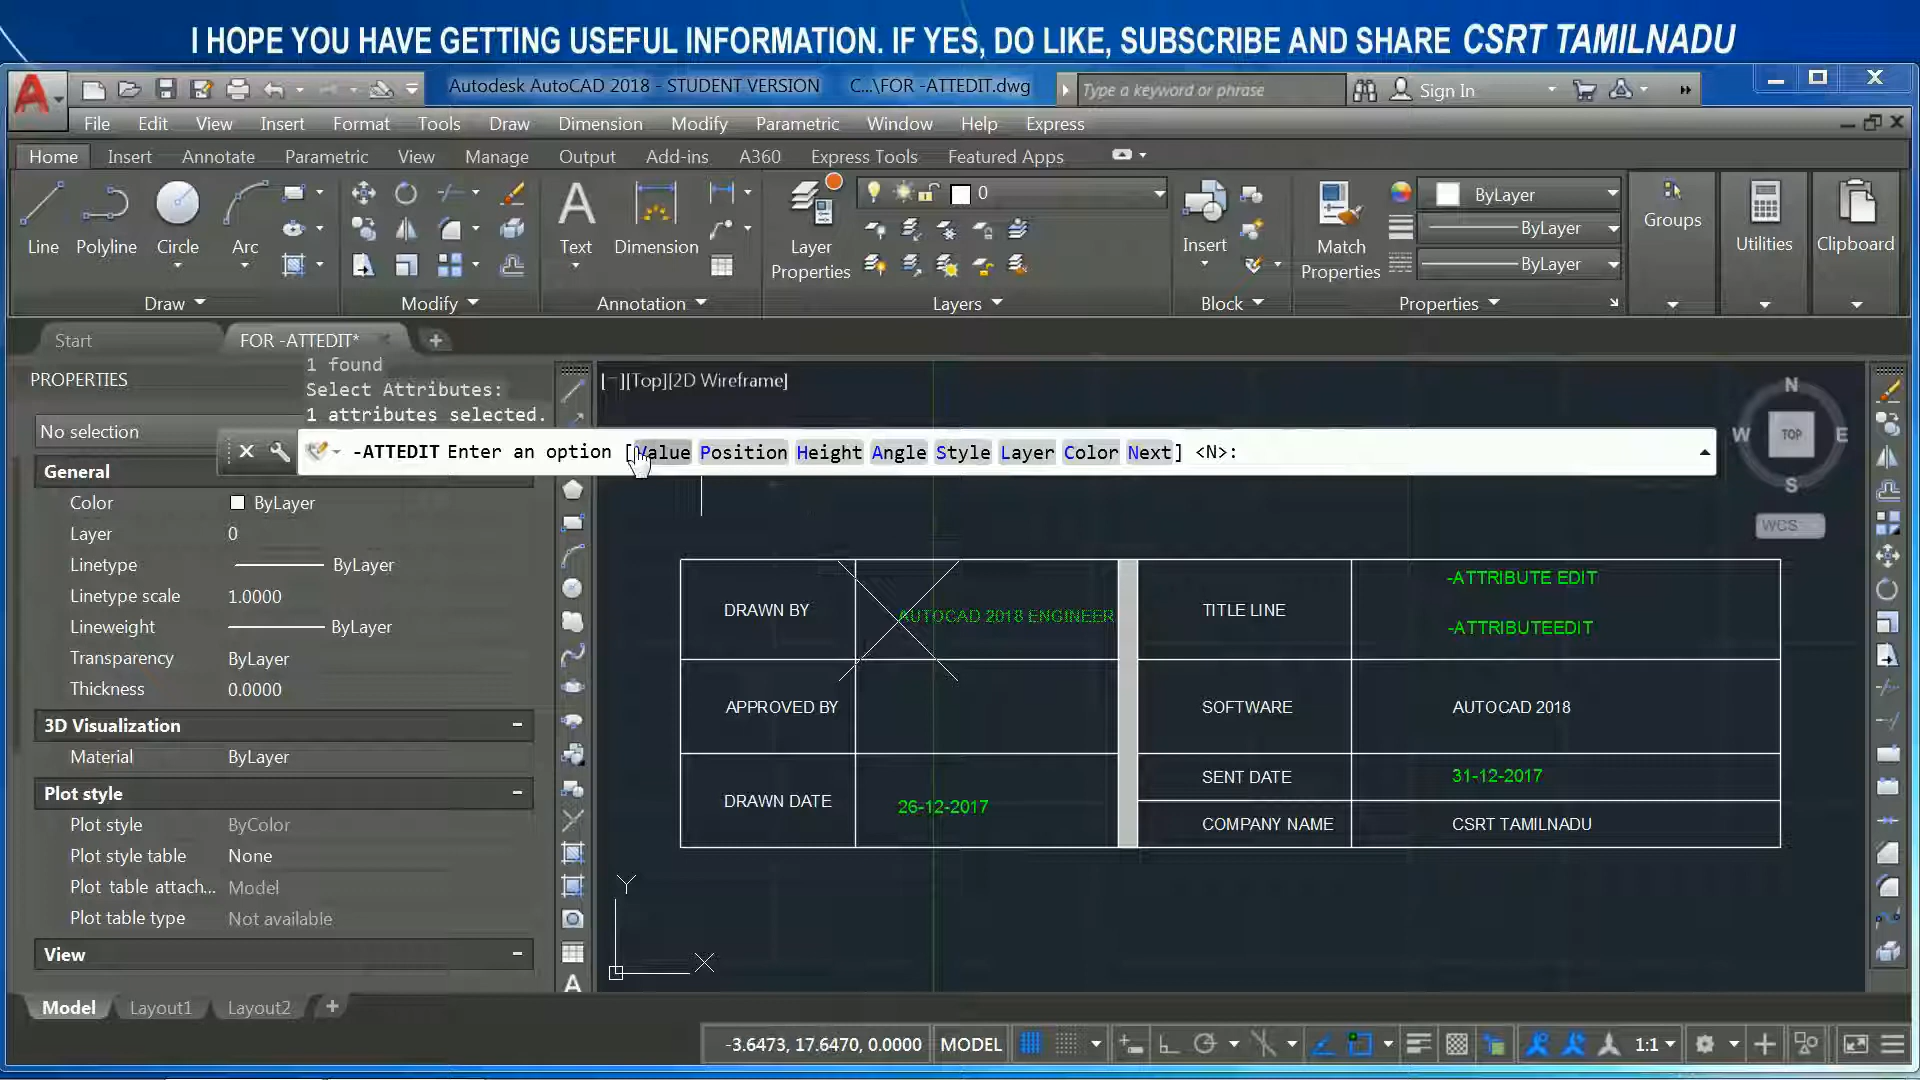 I HOPE YOU HAVE GETTING USEFUL INFORMATION. IF YES, DO LIKE, SUBSCRIBE AND SHARE CSRT TAMILNADU
Autodesk AutoCAD 2018 - STUDENT VERSION C...\FOR -ATTEDIT.dwg Type a keyword or phrase Sign In
File Edit View Insert Format Tools Draw Dimension Modify Parametric Window Help Express
Home Insert Annotate Parametric View Manage Output Add-ins A360 Express Tools Featured Apps
0 ByLayer
ByLayer
ByLayer
Line Polyline Circle Arc Text Dimension Layer Properties Insert Match Properties Groups Utilities Clipboard
Draw Modify Annotation Layers Block Properties
Start FOR -ATTEDIT*
1 found
Select Attributes:
1 attributes selected.
-ATTEDIT Enter an option [Value Position Height Angle Style Layer Color Next] <N>:
PROPERTIES
No selection
General
Color ByLayer
Layer 0
Linetype ByLayer
Linetype scale 1.0000
Lineweight ByLayer
Transparency ByLayer
Thickness 0.0000
3D Visualization
Material ByLayer
Plot style
Plot style ByColor
Plot style table None
Plot table attach... Model
Plot table type Not available
View
[-][Top][2D Wireframe]
N
W TOP E
S
WCS
DRAWN BY AUTOCAD 2018 ENGINEER TITLE LINE -ATTRIBUTE EDIT
-ATTRIBUTEEDIT
APPROVED BY SOFTWARE AUTOCAD 2018
SENT DATE 31-12-2017
DRAWN DATE 26-12-2017
COMPANY NAME CSRT TAMILNADU
Y
X
A
Model Layout1 Layout2 +
-3.6473, 17.6470, 0.0000 MODEL 1:1